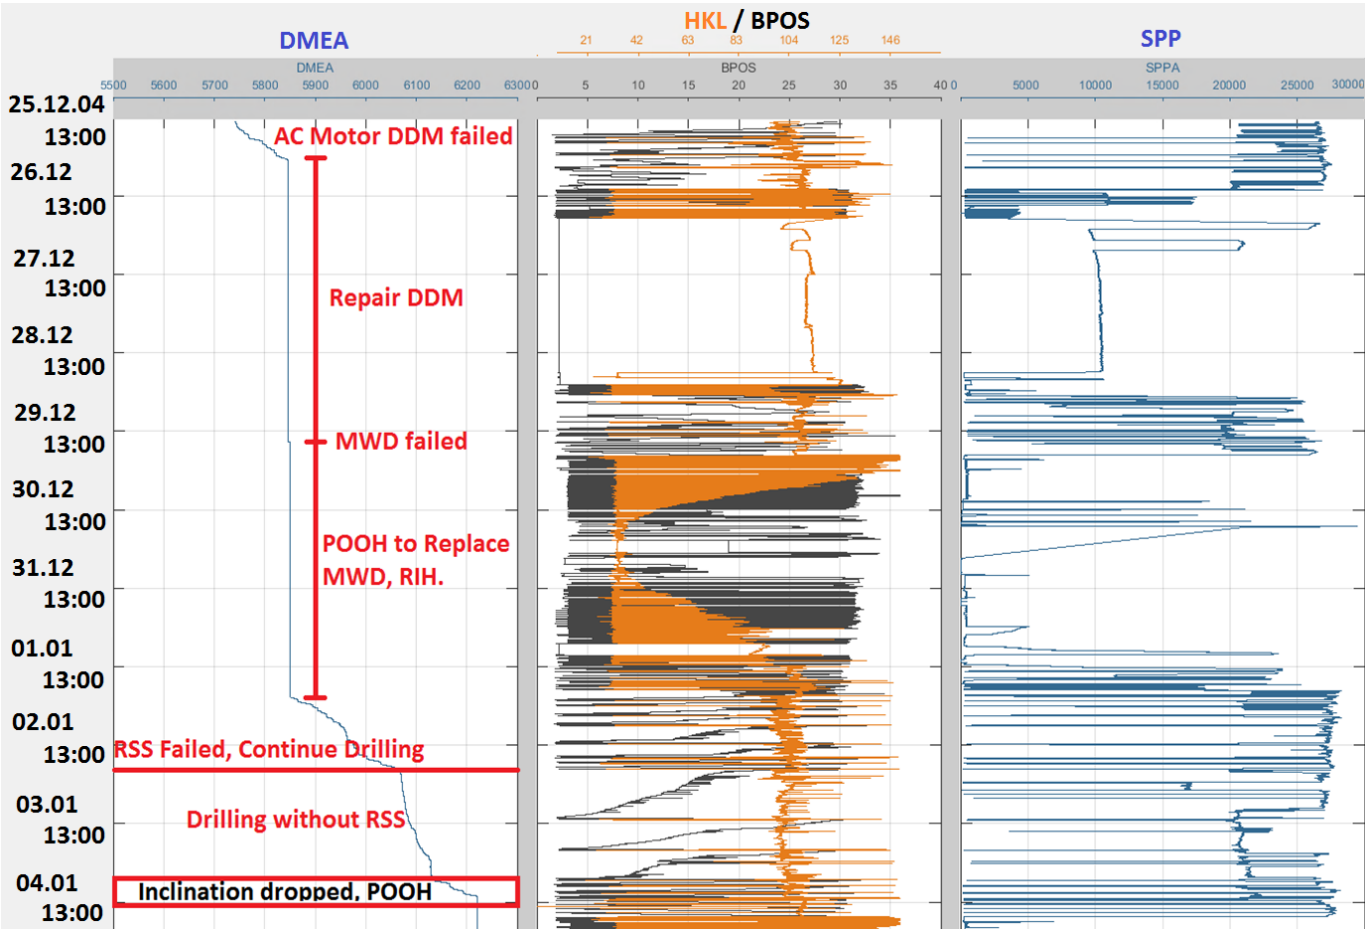 HKL / BPOS
DMEA
SPP
21 42 63 83 104 125 146
DMEA
BPOS
SPPA
5500 5600 5700 5800 5900 6000 6100 6200 63000
0 5 10 15 20 25 30 35 40
0 5000 10000 15000 20000 25000 30000
25.12.04
13:00
AC Motor DDM failed
26.12
13:00
27.12
13:00
Repair DDM
28.12
13:00
29.12
13:00
MWD failed
30.12
13:00
POOH to Replace
MWD, RIH.
31.12
13:00
01.01
13:00
02.01
13:00
RSS Failed, Continue Drilling
03.01
Drilling without RSS
13:00
04.01
Inclination dropped, POOH
13:00